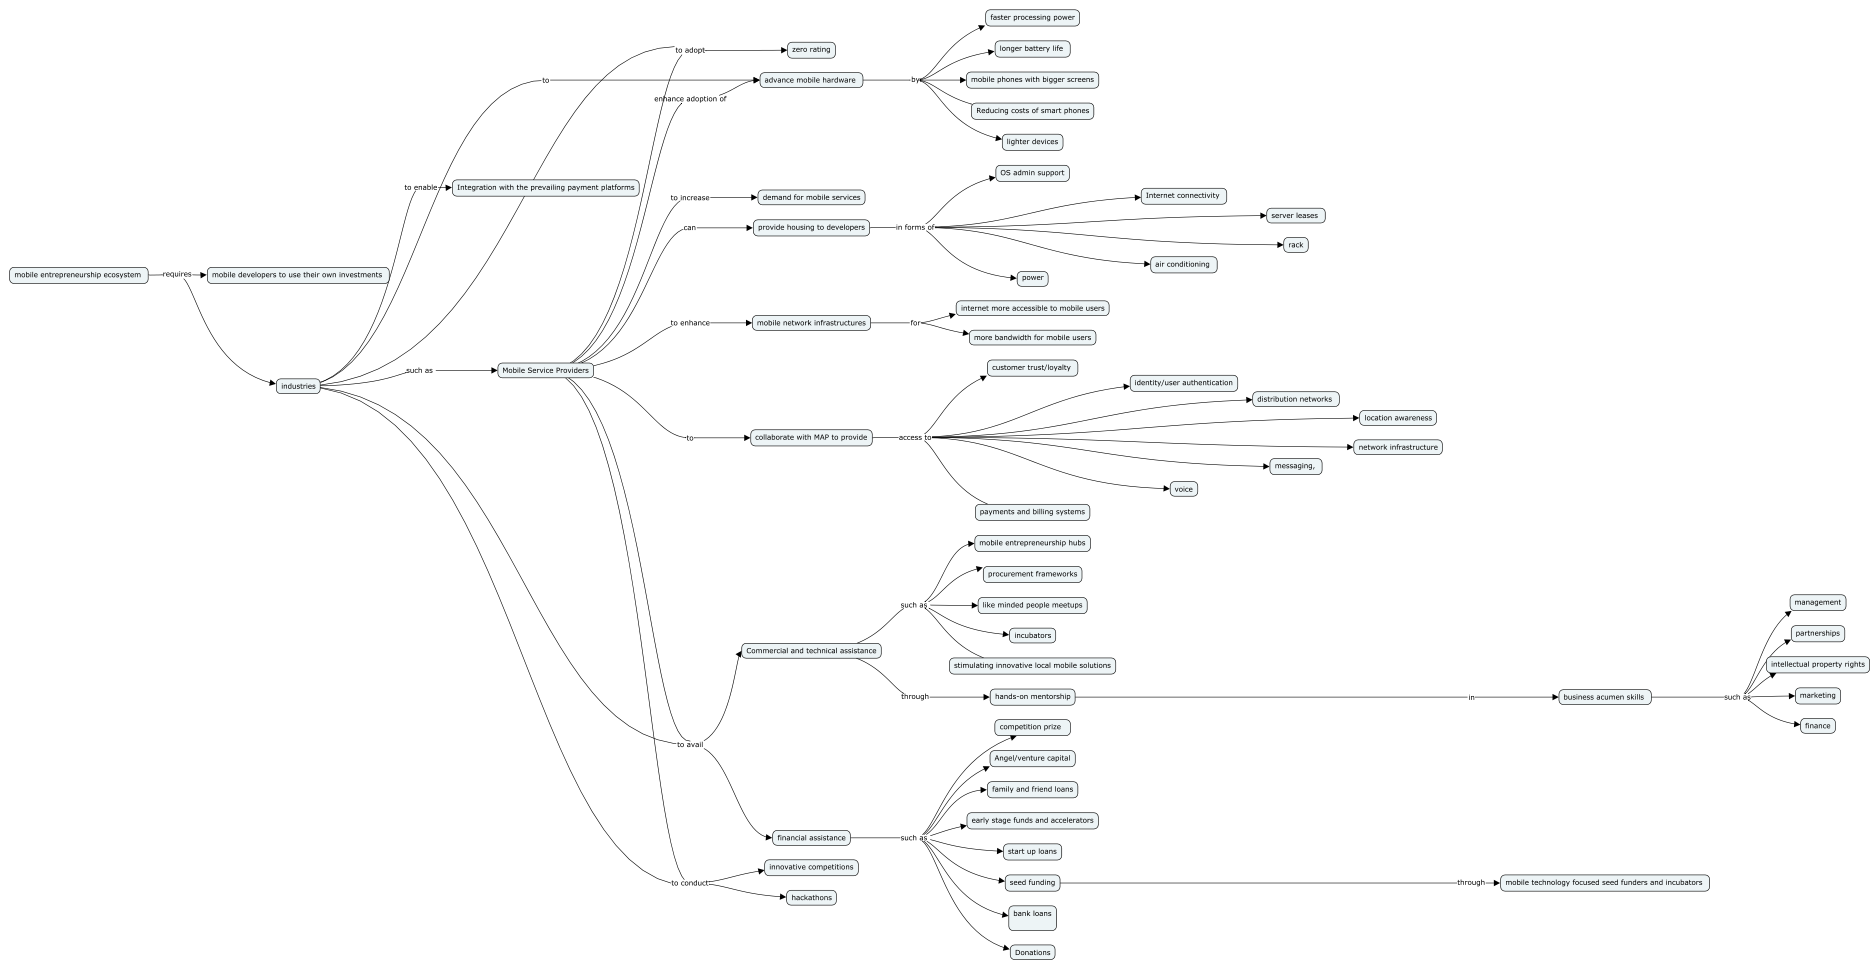 mobile entrepreneurship ecosystem
requires
mobile developers to use their own investments
industries
to adopt
zero rating
to
advance mobile hardware
enhance adoption of
by
faster processing power
longer battery life
mobile phones with bigger screens
Reducing costs of smart phones
lighter devices
to enable
Integration with the prevailing payment platforms
such as
Mobile Service Providers
to increase
demand for mobile services
can
provide housing to developers
in forms of
OS admin support
Internet connectivity
server leases
rack
air conditioning
power
to enhance
mobile network infrastructures
for
internet more accessible to mobile users
more bandwidth for mobile users
to
collaborate with MAP to provide
access to
customer trust/loyalty
identity/user authentication
distribution networks
location awareness
network infrastructure
messaging,
voice
payments and billing systems
to avail
Commercial and technical assistance
such as
mobile entrepreneurship hubs
procurement frameworks
like minded people meetups
incubators
stimulating innovative local mobile solutions
through
hands-on mentorship
in
business acumen skills
such as
management
partnerships
intellectual property rights
marketing
finance
financial assistance
such as
competition prize
Angel/venture capital
family and friend loans
early stage funds and accelerators
start up loans
seed funding
through
mobile technology focused seed funders and incubators
bank loans
Donations
to conduct
innovative competitions
hackathons